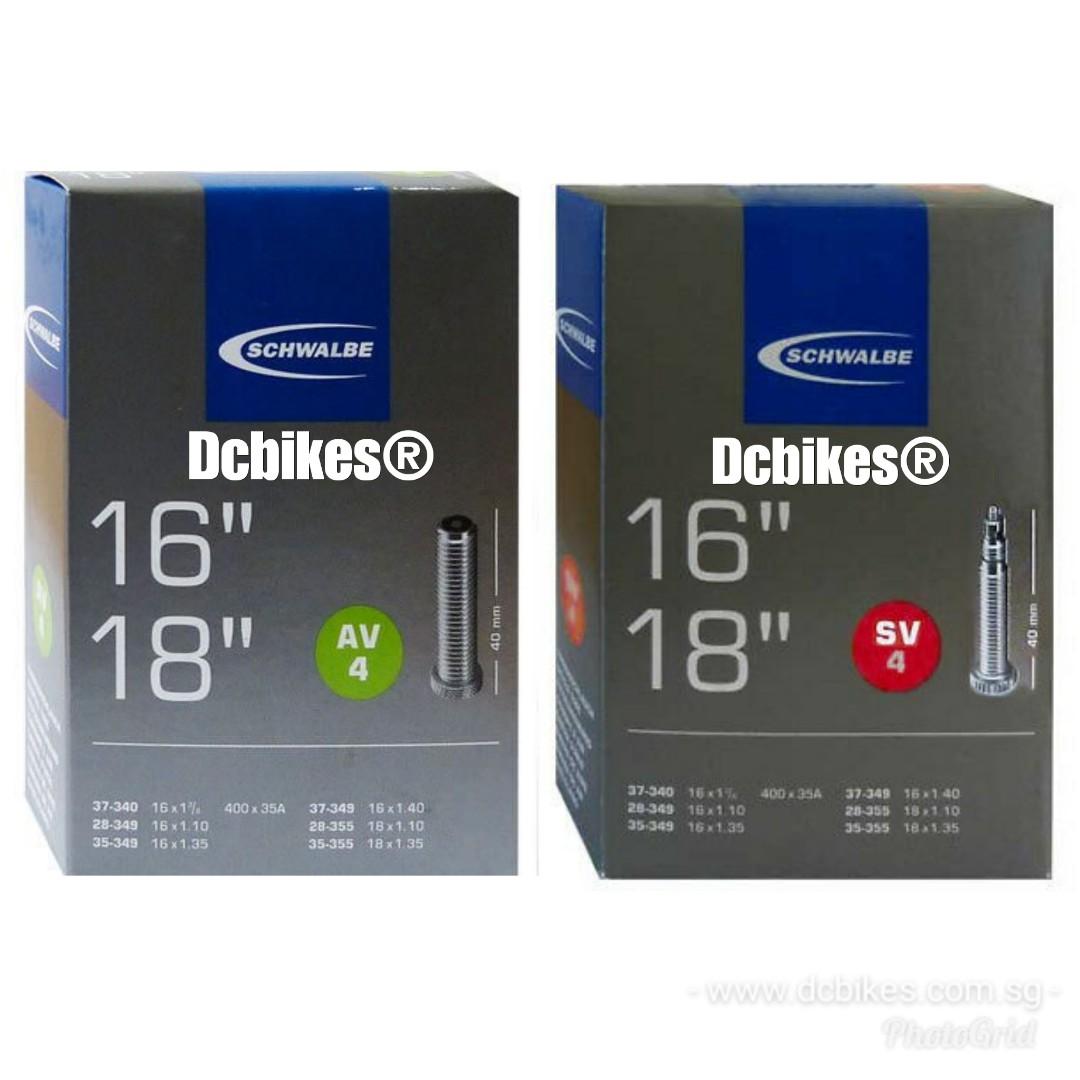 18"
SCHWALBE
SCHWALBE
Dcbikes®
16"
18"
AV
4
40 mm
37-340 16 x 1³/₈ 400 x 35A 37-349 16 x 1.40
28-349 16 x 1.10 28-355 18 x 1.10
35-349 16 x 1.35 35-355 18 x 1.35
SCHWALBE
SCHWALBE
Dcbikes®
16"
18"
SV
4
40 mm
37-340 16 x 1³/₈ 400 x 35A 37-349 16 x 1.40
28-349 16 x 1.10 28-355 18 x 1.10
35-349 16 x 1.35 35-355 18 x 1.35
- www.dcbikes.com.sg -
PhotoGrid